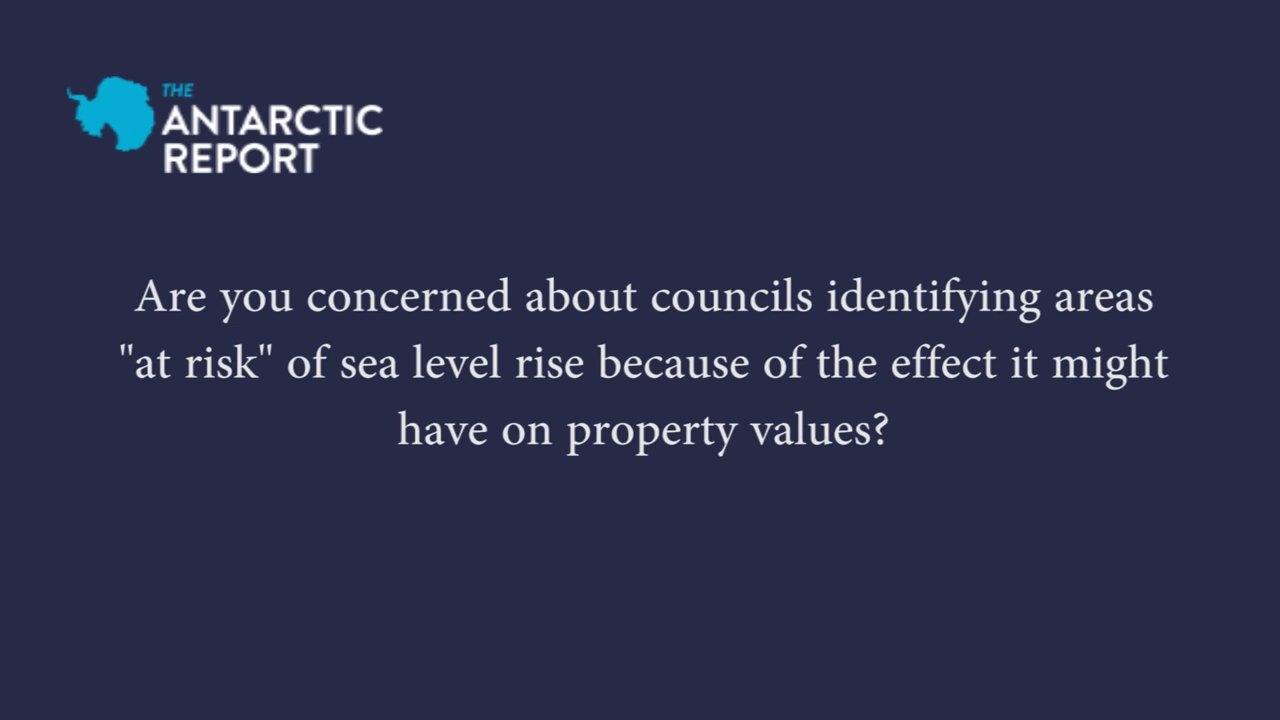 THE
ANTARCTIC
REPORT
Are you concerned about councils identifying areas
"at risk" of sea level rise because of the effect it might
have on property values?